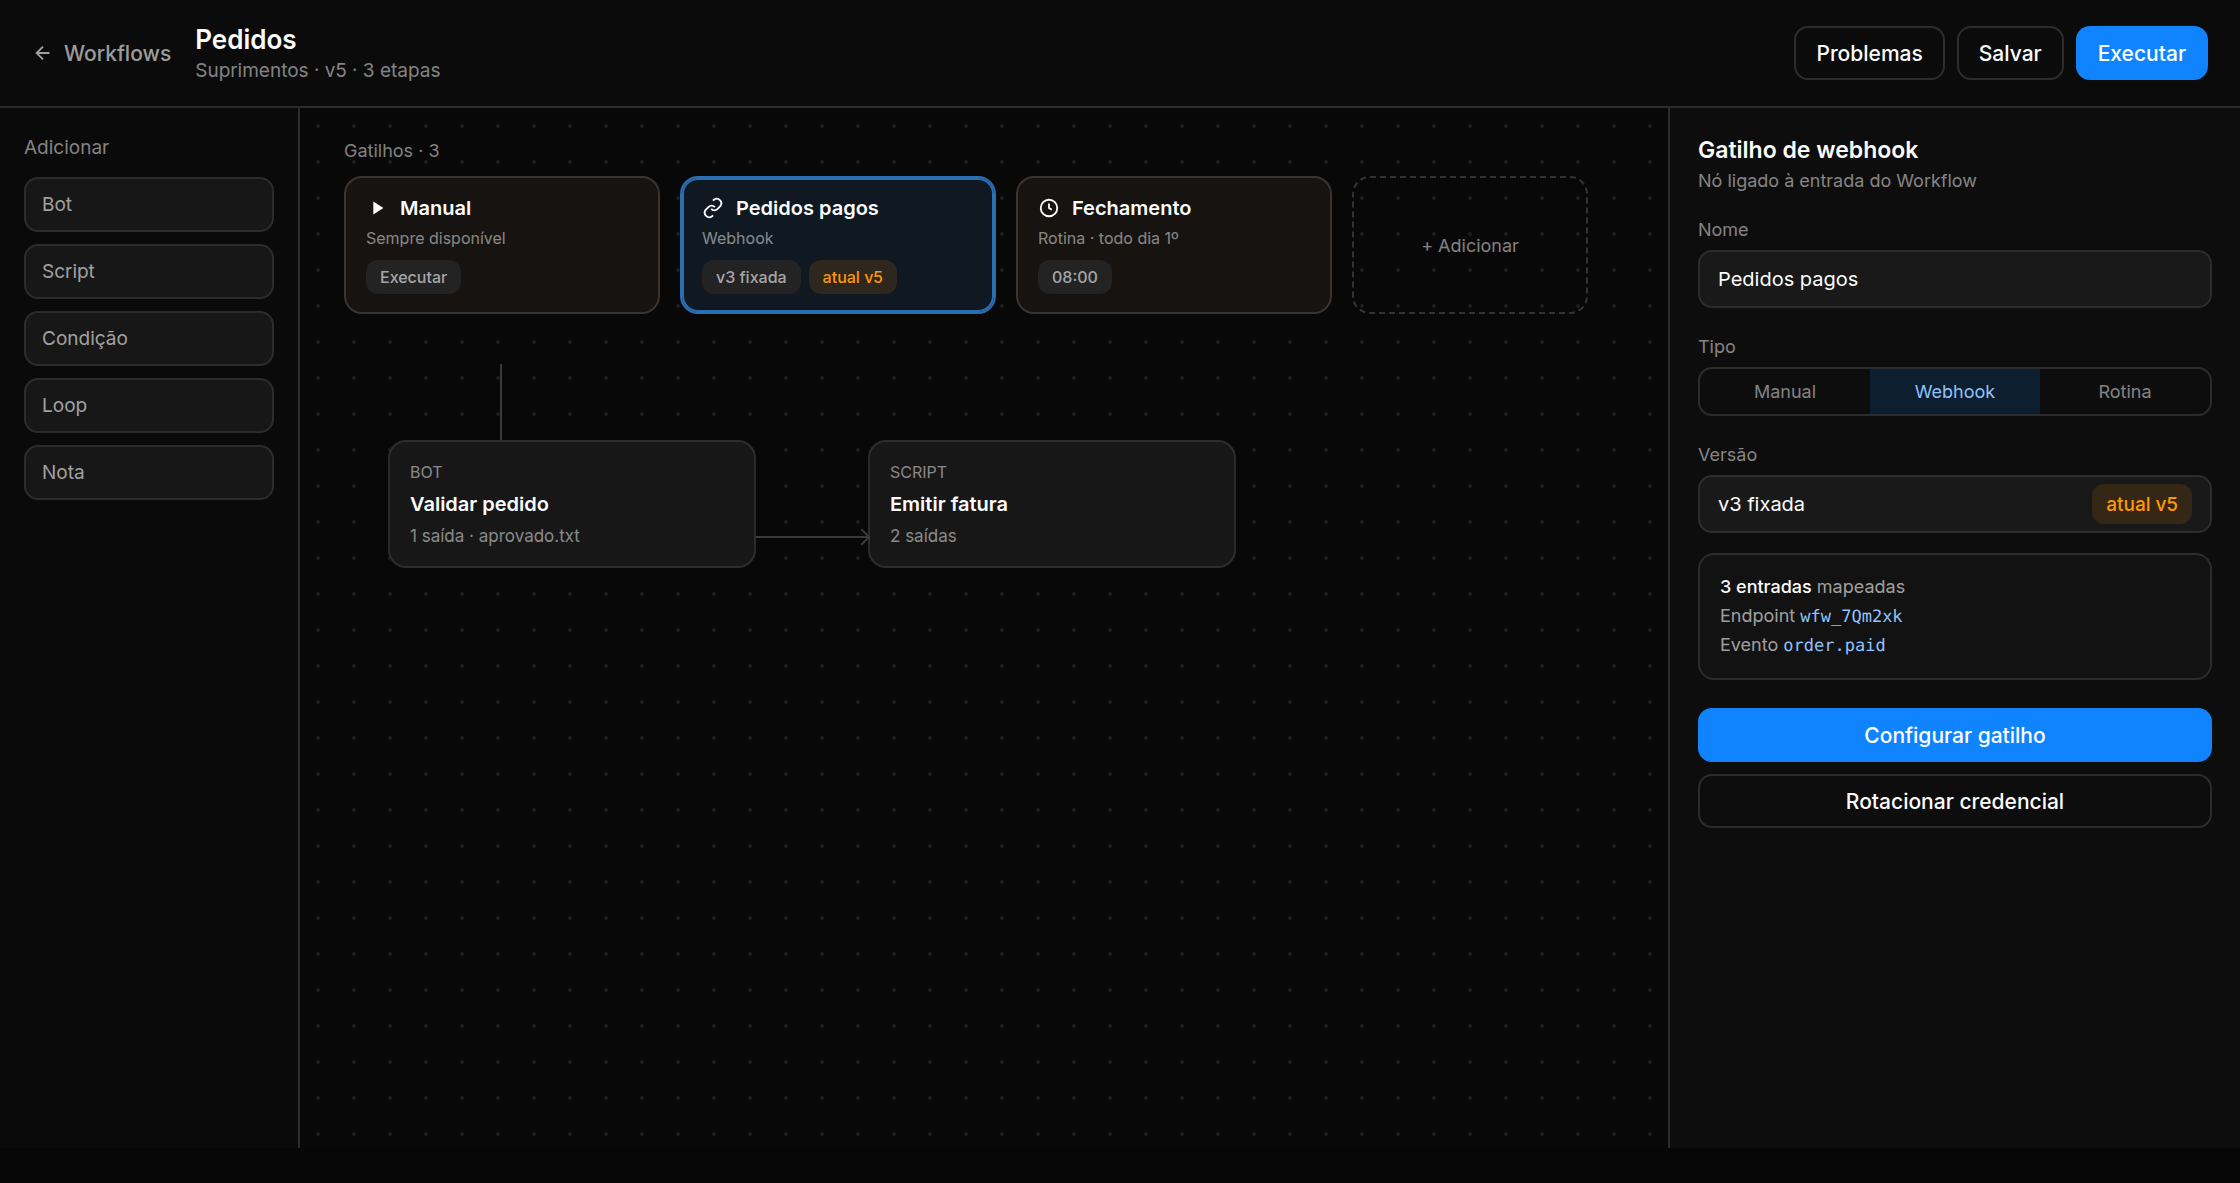 ← Workflows
Pedidos
Suprimentos · v5 · 3 etapas
Problemas
Salvar
Executar
Adicionar
Bot
Script
Condição
Loop
Nota
Gatilhos · 3
Manual
Sempre disponível
Executar
Pedidos pagos
Webhook
v3 fixada
atual v5
Fechamento
Rotina · todo dia 1º
08:00
+ Adicionar
BOT
Validar pedido
1 saída · aprovado.txt
SCRIPT
Emitir fatura
2 saídas
Gatilho de webhook
Nó ligado à entrada do Workflow
Nome
Pedidos pagos
Tipo
Manual
Webhook
Rotina
Versão
v3 fixada
atual v5
3 entradas mapeadas
Endpoint wfw_7Qm2xk
Evento order.paid
Configurar gatilho
Rotacionar credencial